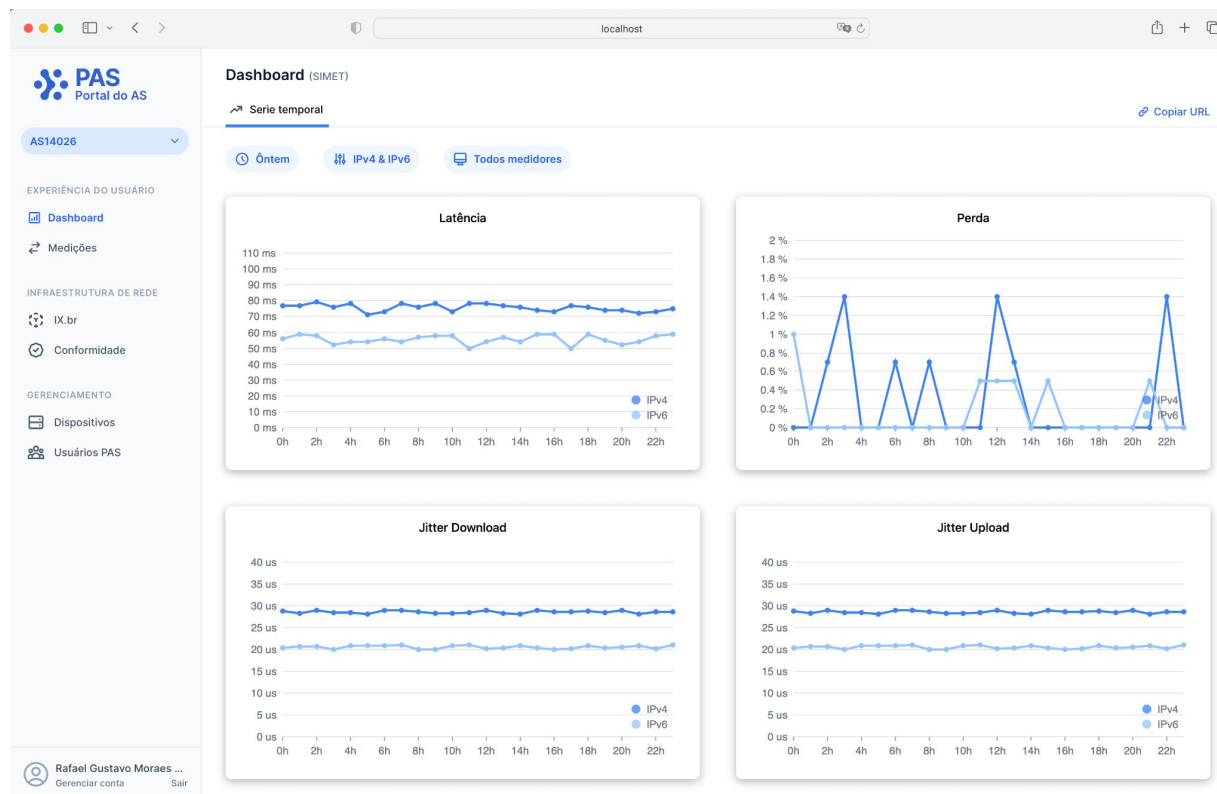 localhost
PAS
Portal do AS
AS14026
EXPERIÊNCIA DO USUÁRIO
Dashboard
Medições
INFRAESTRUTURA DE REDE
IX.br
Conformidade
GERENCIAMENTO
Dispositivos
Usuários PAS
Rafael Gustavo Moraes ...
Gerenciar conta Sair
Dashboard (SIMET)
Serie temporal
Copiar URL
Ôntem IPv4 & IPv6 Todos medidores
Latência
110 ms
100 ms
90 ms
80 ms
70 ms
60 ms
50 ms
40 ms
30 ms
20 ms
10 ms
0 ms
0h 2h 4h 6h 8h 10h 12h 14h 16h 18h 20h 22h
IPv4
IPv6
Perda
2 %
1.8 %
1.6 %
1.4 %
1.2 %
1 %
0.8 %
0.6 %
0.4 %
0.2 %
0 %
0h 2h 4h 6h 8h 10h 12h 14h 16h 18h 20h 22h
IPv4
IPv6
Jitter Download
40 us
35 us
30 us
25 us
20 us
15 us
10 us
5 us
0 us
0h 2h 4h 6h 8h 10h 12h 14h 16h 18h 20h 22h
IPv4
IPv6
Jitter Upload
40 us
35 us
30 us
25 us
20 us
15 us
10 us
5 us
0 us
0h 2h 4h 6h 8h 10h 12h 14h 16h 18h 20h 22h
IPv4
IPv6